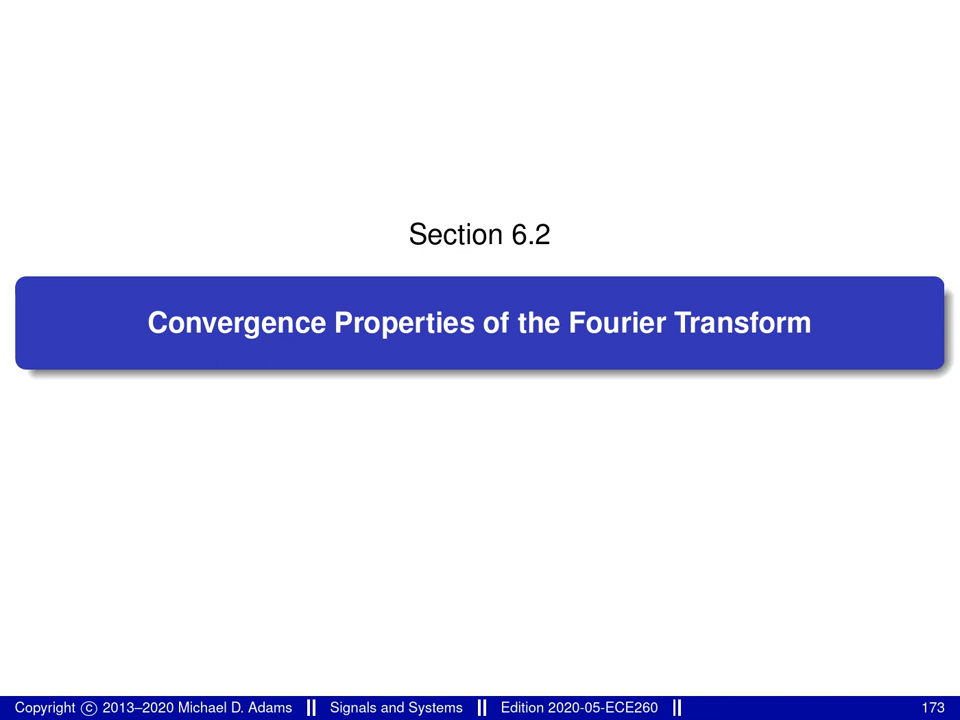 Section 6.2
Convergence Properties of the Fourier Transform
Copyright © 2013–2020 Michael D. Adams Signals and Systems Edition 2020-05-ECE260 173